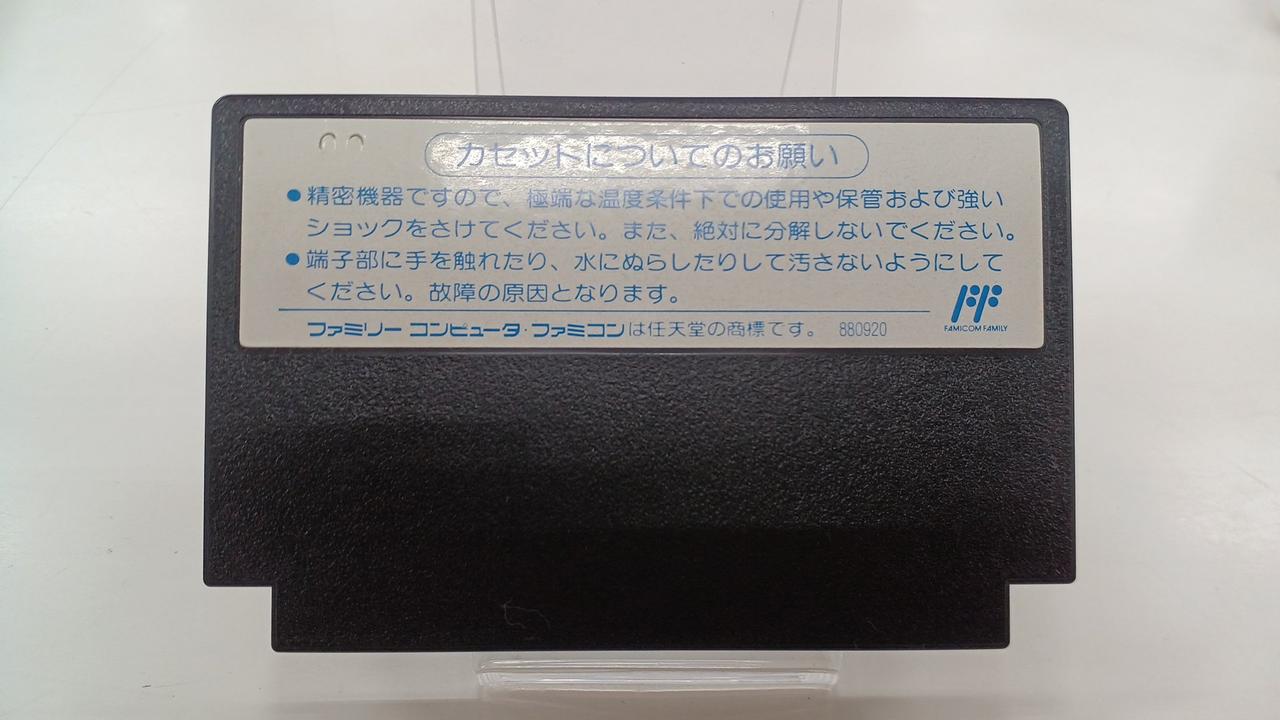 カセットについてのお願い
●精密機器ですので、極端な温度条件下での使用や保管および強い
ショックをさけてください。また、絶対に分解しないでください。
●端子部に手を触れたり、水にぬらしたりして汚さないようにして
ください。故障の原因となります。
ファミリー コンピュータ・ファミコンは任天堂の商標です。 880920
FAMICOM FAMILY